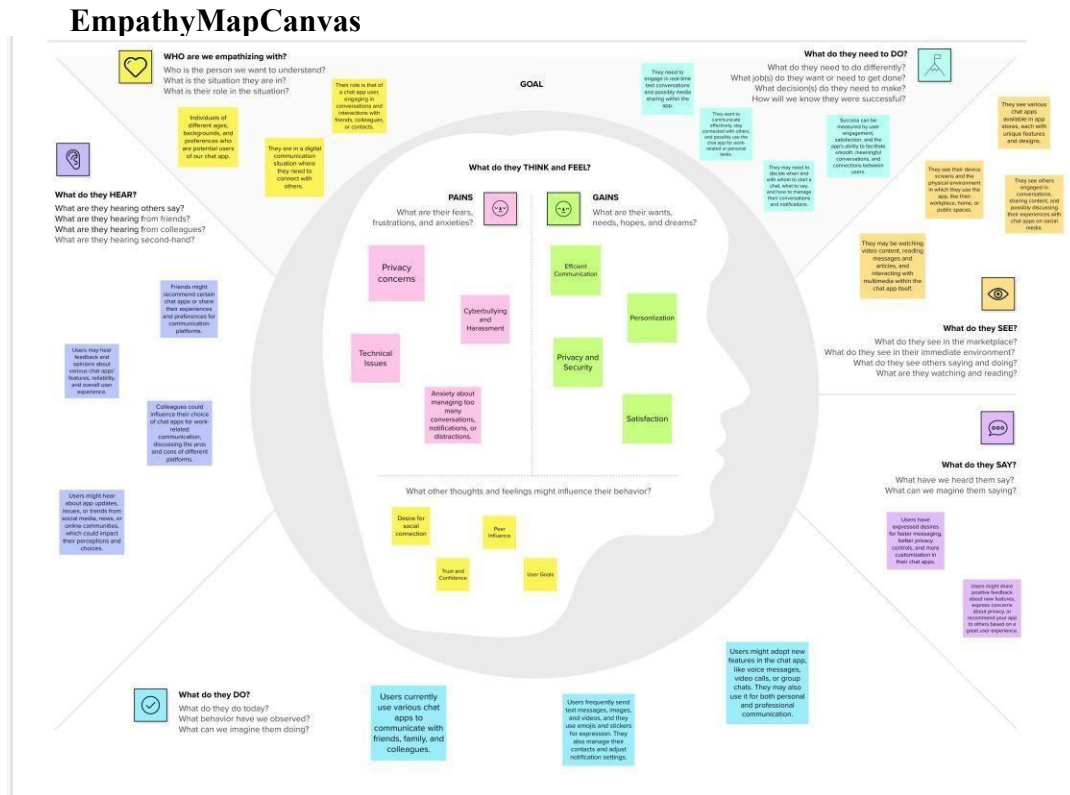 EmpathyMapCanvas
WHO are we empathizing with?
Who is the person we want to understand?
What is the situation they are in?
What is their role in the situation?
Individuals of
different ages,
backgrounds, and
preferences who
are potential users
of our chat app.
They are in a digital
communication
situation where
they need to
connect with
others.
Their role is that of
a chat app user,
engaging in
conversations and
interactions with
friends, colleagues,
or contacts.
GOAL
What do they need to DO?
What do they need to do differently?
What job(s) do they want or need to get done?
What decision(s) do they need to make?
How will we know they were successful?
They need to
engage in real-time
text conversations
and possibly media
sharing within the
app.
They want to
communicate
effectively, stay
connected with others,
and possibly use the
chat app for work-
related or personal
tasks.
They may need to
decide when and
with whom to start a
chat, what to say,
and how to manage
their conversations
and notifications.
Success can be
measured by user
engagement,
satisfaction, and the
app's ability to facilitate
smooth, meaningful
conversations, and
connections between
users.
They see various
chat apps
available in app
stores, each with
unique features
and designs.
They see their device
screens and the
physical environment
in which they use the
app, like their
workplace, home, or
public spaces.
They see others
engaged in
conversations,
sharing content, and
possibly discussing
their experiences with
chat apps on social
media.
They may be watching
video content, reading
messages and
articles, and
interacting with
multimedia within the
chat app itself.
What do they SEE?
What do they see in the marketplace?
What do they see in their immediate environment?
What do they see others saying and doing?
What are they watching and reading?
What do they HEAR?
What are they hearing others say?
What are they hearing from friends?
What are they hearing from colleagues?
What are they hearing second-hand?
Friends might
recommend certain
chat apps or share
their experiences
and preferences for
communication
platforms.
Users may hear
feedback and
opinions about
various chat apps'
features, reliability,
and overall user
experience.
Colleagues could
influence their choice
of chat apps for work-
related
communication,
discussing the pros
and cons of different
platforms.
Users might hear
about app updates,
issues, or trends from
social media, news, or
online communities,
which could impact
their perceptions and
choices.
What do they THINK and FEEL?
PAINS
What are their fears,
frustrations, and anxieties?
Privacy
concerns
Cyberbullying
and
Harassment
Technical
Issues
Anxiety about
managing too
many
conversations,
notifications, or
distractions.
GAINS
What are their wants,
needs, hopes, and dreams?
Efficient
Communication
Personlization
Privacy and
Security
Satisfaction
What other thoughts and feelings might influence their behavior?
Desire for
social
connection
Peer
Influence
Trust and
Confidence
User Goals
What do they SAY?
What have we heard them say?
What can we magine them saying?
Users have
expressed desires
for faster messaging,
better privacy
controls, and more
customization in
their chat apps.
Users might share
positive feedback
about new features,
express concerns
about privacy, or
recommend your app
to others based on a
great user experience.
What do they DO?
What do they do today?
What behavior have we observed?
What can we imagine them doing?
Users currently
use various chat
apps to
communicate with
friends, family, and
colleagues.
Users frequently send
text messages, images,
and videos, and they
use emojis and stickers
for expression. They
also manage their
contacts and adjust
notification settings.
Users might adopt new
features in the chat app,
like voice messages,
video calls, or group
chats. They may also
use it for both personal
and professional
communication.